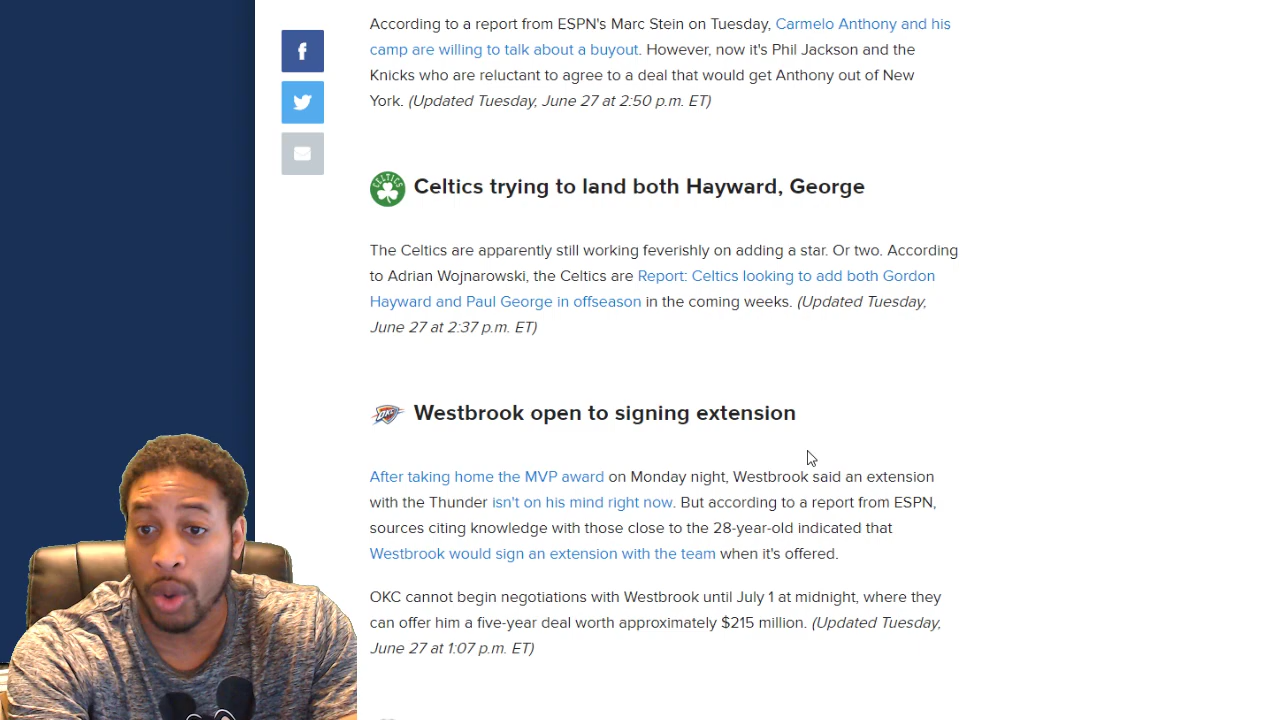 According to a report from ESPN's Marc Stein on Tuesday, Carmelo Anthony and his
camp are willing to talk about a buyout. However, now it's Phil Jackson and the
Knicks who are reluctant to agree to a deal that would get Anthony out of New
York. (Updated Tuesday, June 27 at 2:50 p.m. ET)
CELTICS
Celtics trying to land both Hayward, George
The Celtics are apparently still working feverishly on adding a star. Or two. According
to Adrian Wojnarowski, the Celtics are Report: Celtics looking to add both Gordon
Hayward and Paul George in offseason in the coming weeks. (Updated Tuesday,
June 27 at 2:37 p.m. ET)
OKC
Westbrook open to signing extension
After taking home the MVP award on Monday night, Westbrook said an extension
with the Thunder isn't on his mind right now. But according to a report from ESPN,
sources citing knowledge with those close to the 28-year-old indicated that
Westbrook would sign an extension with the team when it's offered.
OKC cannot begin negotiations with Westbrook until July 1 at midnight, where they
can offer him a five-year deal worth approximately $215 million. (Updated Tuesday,
June 27 at 1:07 p.m. ET)